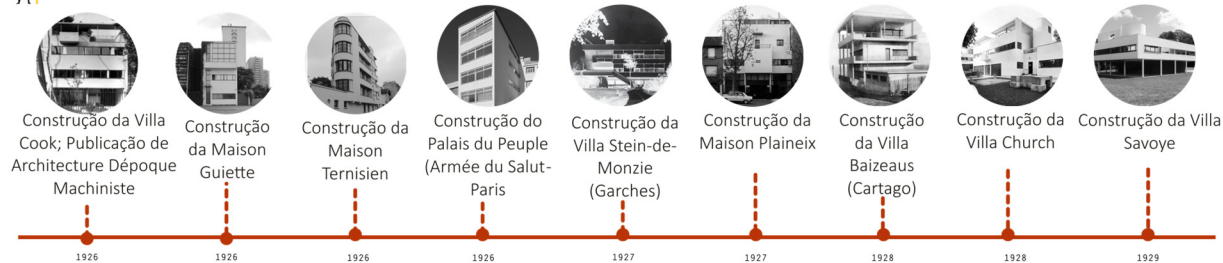 Construção da Villa
Cook; Publicação de
Architecture Dépoque
Machiniste
Construção
da Maison
Guiette
Construção da
Maison
Ternisien
Construção do
Palais du Peuple
(Armée du Salut-
Paris
Construção da
Villa Stein-de-
Monzie
(Garches)
Construção da
Maison Plaineix
Construção
da Villa
Baizeaus
(Cartago)
Construção da
Villa Church
Construção da Villa
Savoye
1926
1926
1926
1926
1927
1927
1928
1928
1929